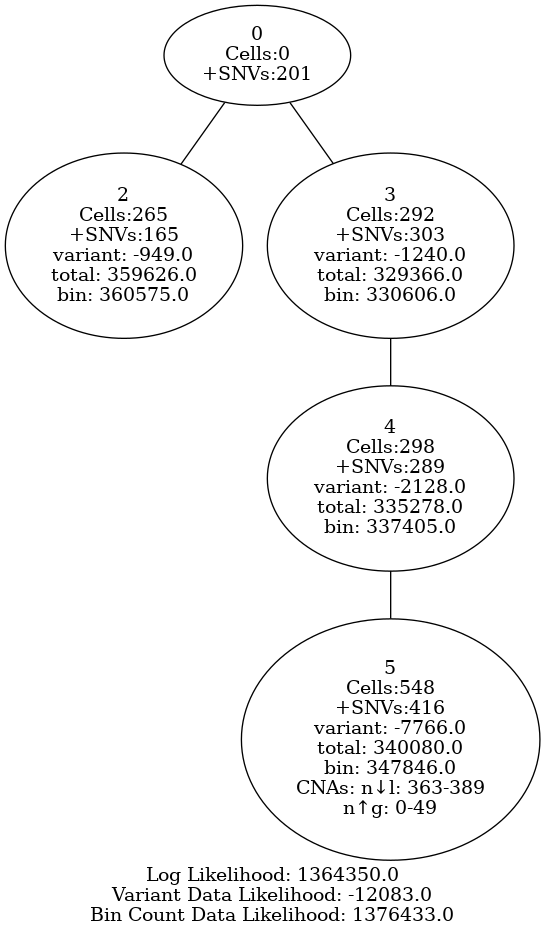 0
Cells:0
+SNVs:201
2
Cells:265
+SNVs:165
variant: -949.0
total: 359626.0
bin: 360575.0
3
Cells:292
+SNVs:303
variant: -1240.0
total: 329366.0
bin: 330606.0
4
Cells:298
+SNVs:289
variant: -2128.0
total: 335278.0
bin: 337405.0
5
Cells:548
+SNVs:416
variant: -7766.0
total: 340080.0
bin: 347846.0
CNAs: n↓l: 363-389
n↑g: 0-49
Log Likelihood: 1364350.0
Variant Data Likelihood: -12083.0
Bin Count Data Likelihood: 1376433.0